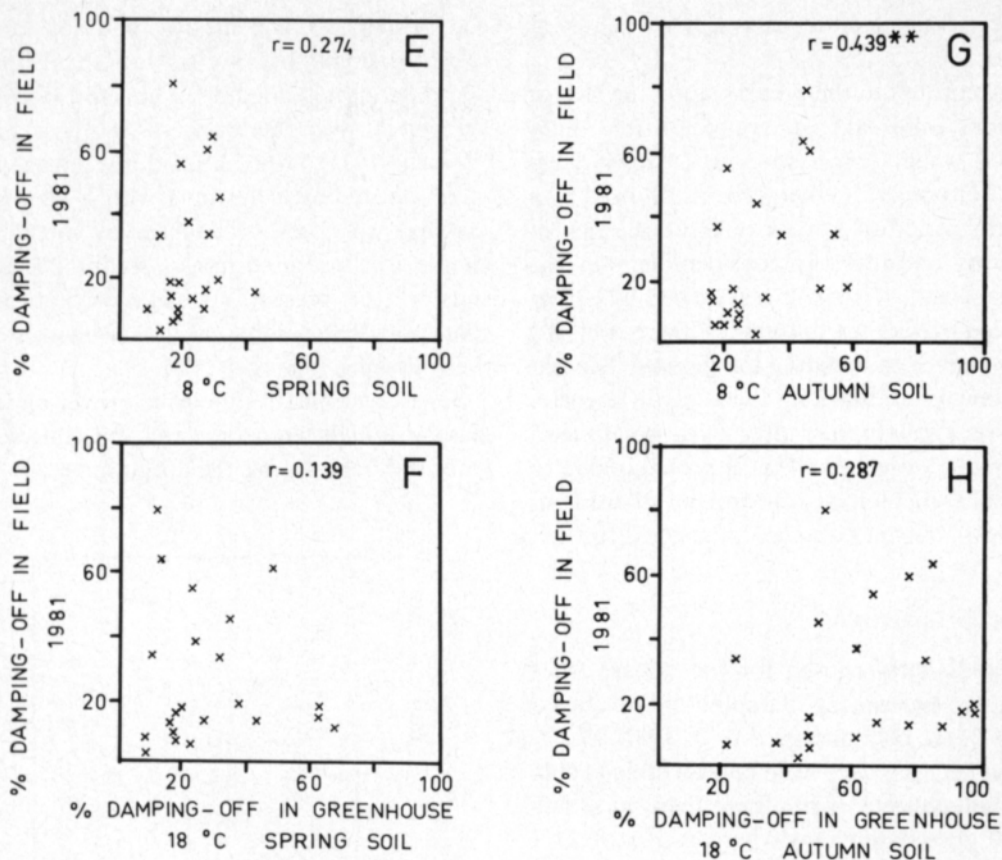 100
r= 0.274
E
% DAMPING-OFF IN FIELD
1981
60
20
20
60
100
8 °C SPRING SOIL
100
r=0.439**
G
% DAMPING-OFF IN FIELD
1981
60
20
20
60
100
8 °C AUTUMN SOIL
100
r=0.139
F
% DAMPING-OFF IN FIELD
1981
60
20
20
60
100
% DAMPING-OFF IN GREENHOUSE
18 °C SPRING SOIL
100
r=0.287
H
% DAMPING-OFF IN FIELD
1981
60
20
20
60
100
% DAMPING-OFF IN GREENHOUSE
18 °C AUTUMN SOIL